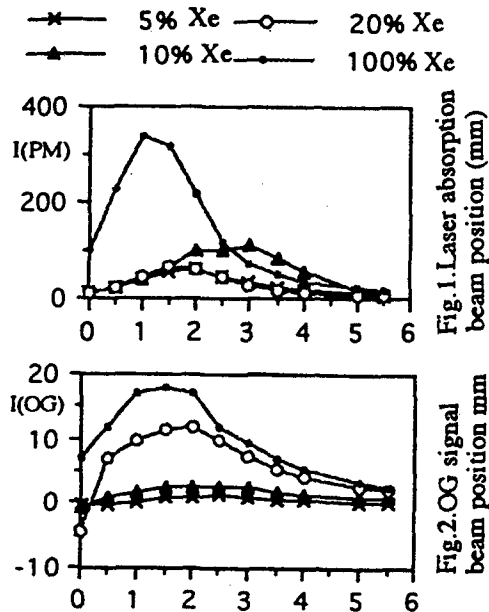 5% Xe 20% Xe
10% Xe 100% Xe
400
I(PM)
200
0
0 1 2 3 4 5 6
Fig.1.Laser absorption
beam position (mm)
20
I(OG)
10
0
-10
0 1 2 3 4 5 6
Fig.2.OG signal
beam position mm